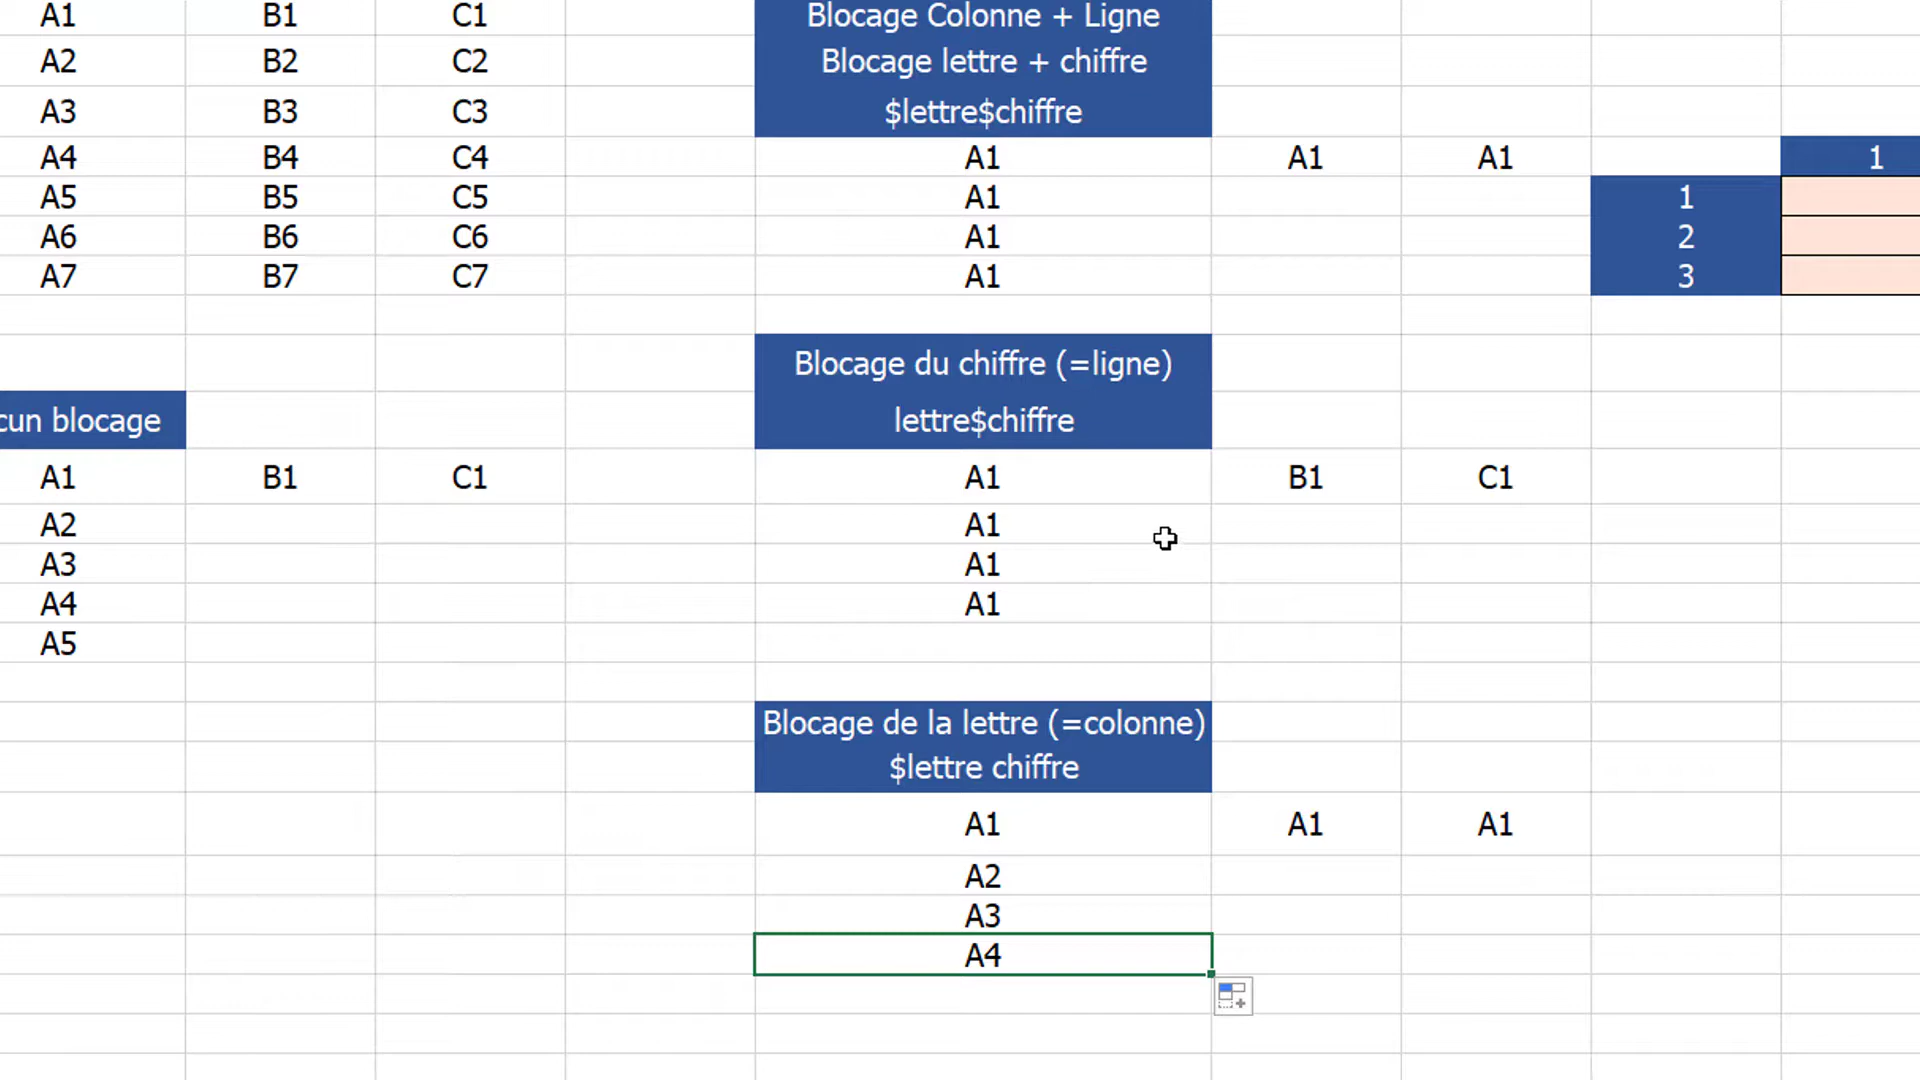 A1 B1 C1 Blocage Colonne + Ligne
A2 B2 C2 Blocage lettre + chiffre
A3 B3 C3 $lettre$chiffre
A4 B4 C4 A1 A1 A1 1
A5 B5 C5 A1 1
A6 B6 C6 A1 2
A7 B7 C7 A1 3
Blocage du chiffre (=ligne)
cun blocage lettre$chiffre
A1 B1 C1 A1 B1 C1
A2 A1
A3 A1
A4 A1
A5
Blocage de la lettre (=colonne)
$lettre chiffre
A1 A1 A1
A2
A3
A4